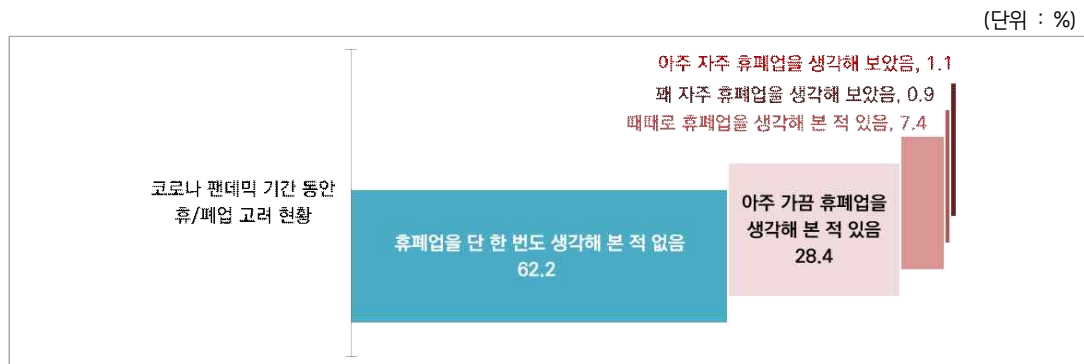 (단위 : %)
아주 자주 휴폐업을 생각해 보았음, 1.1
꽤 자주 휴폐업을 생각해 보았음, 0.9
때때로 휴폐업을 생각해 본 적 있음, 7.4
코로나 팬데믹 기간 동안
휴/폐업 고려 현황
휴폐업을 단 한 번도 생각해 본 적 없음
62.2
아주 가끔 휴폐업을
생각해 본 적 있음
28.4